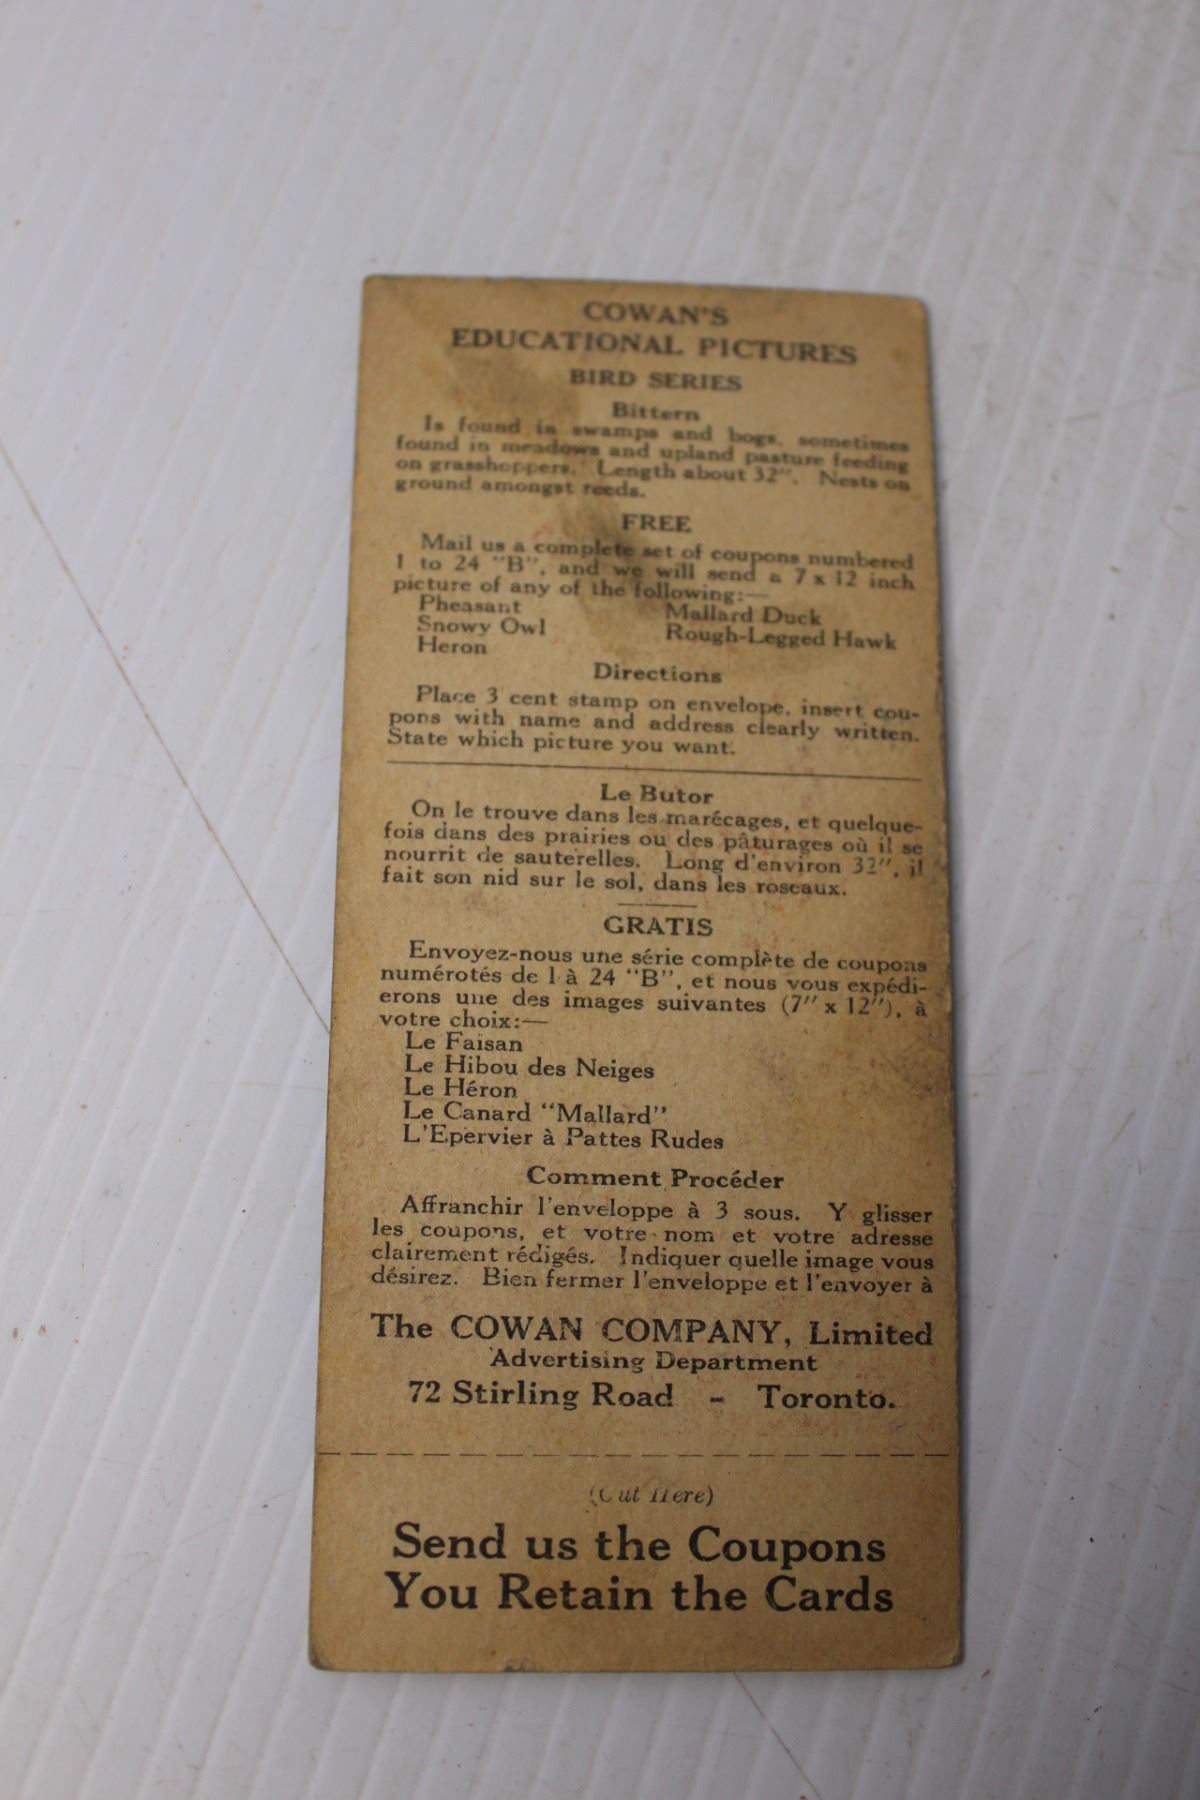 COWAN'S
EDUCATIONAL PICTURES
BIRD SERIES
Bittern
Is found in swamps and bogs, sometimes
found in meadows and upland pasture feeding
on grasshoppers. Length about 32". Nests on
ground amongst reeds.
FREE
Mail us a complete set of coupons numbered
1 to 24 "B", and we will send a 7 x 12 inch
picture of any of the following:—
Pheasant
Snowy Owl
Heron
Mallard Duck
Rough-Legged Hawk
Directions
Place 3 cent stamp on envelope, insert cou-
pons with name and address clearly written.
State which picture you want.
Le Butor
On le trouve dans les marécages, et quelque-
fois dans des prairies ou des pâturages où il se
nourrit de sauterelles. Long d'environ 32", il
fait son nid sur le sol, dans les roseaux.
GRATIS
Envoyez-nous une série complète de coupons
numérotés de 1 à 24 "B", et nous vous expédi-
erons une des images suivantes (7" x 12"), à
votre choix:—
Le Faisan
Le Hibou des Neiges
Le Héron
Le Canard "Mallard"
L'Epervier à Pattes Rudes
Comment Procéder
Affranchir l'enveloppe à 3 sous. Y glisser
les coupons, et votre nom et votre adresse
clairement rédigés. Indiquer quelle image vous
désirez. Bien fermer l'enveloppe et l'envoyer à
The COWAN COMPANY, Limited
Advertising Department
72 Stirling Road - Toronto.
(Cut Here)
Send us the Coupons
You Retain the Cards